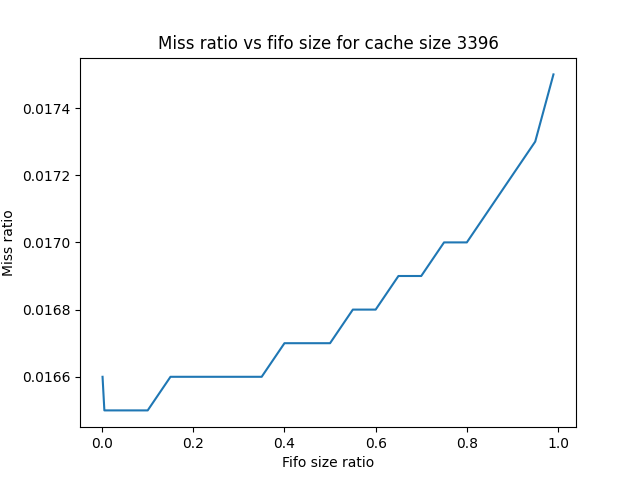 Miss ratio vs fifo size for cache size 3396
0.0174
0.0172
0.0170
0.0168
0.0166
Miss ratio
0.0 0.2 0.4 0.6 0.8 1.0
Fifo size ratio